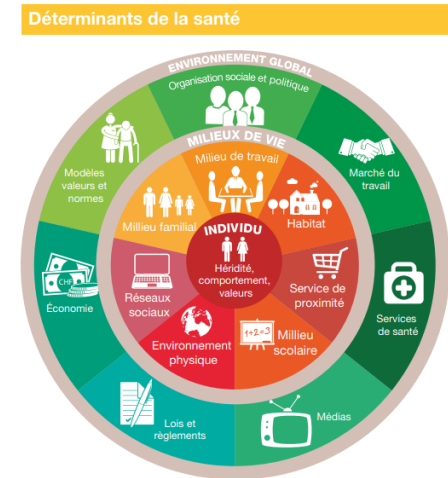 Déterminants de la santé
ENVIRONNEMENT GLOBAL
Organisation sociale et politique
Marché du
travail
Services
de santé
Médias
Lois et
règlements
CHF
Économie
Modèles
valeurs et
normes
MILIEUX DE VIE
Milieu de travail
Habitat
Service de
proximité
1+2=3
Millieu
scolaire
Environnement
physique
Réseaux
sociaux
Millieu familial
INDIVIDU
Héridité,
comportement,
valeurs